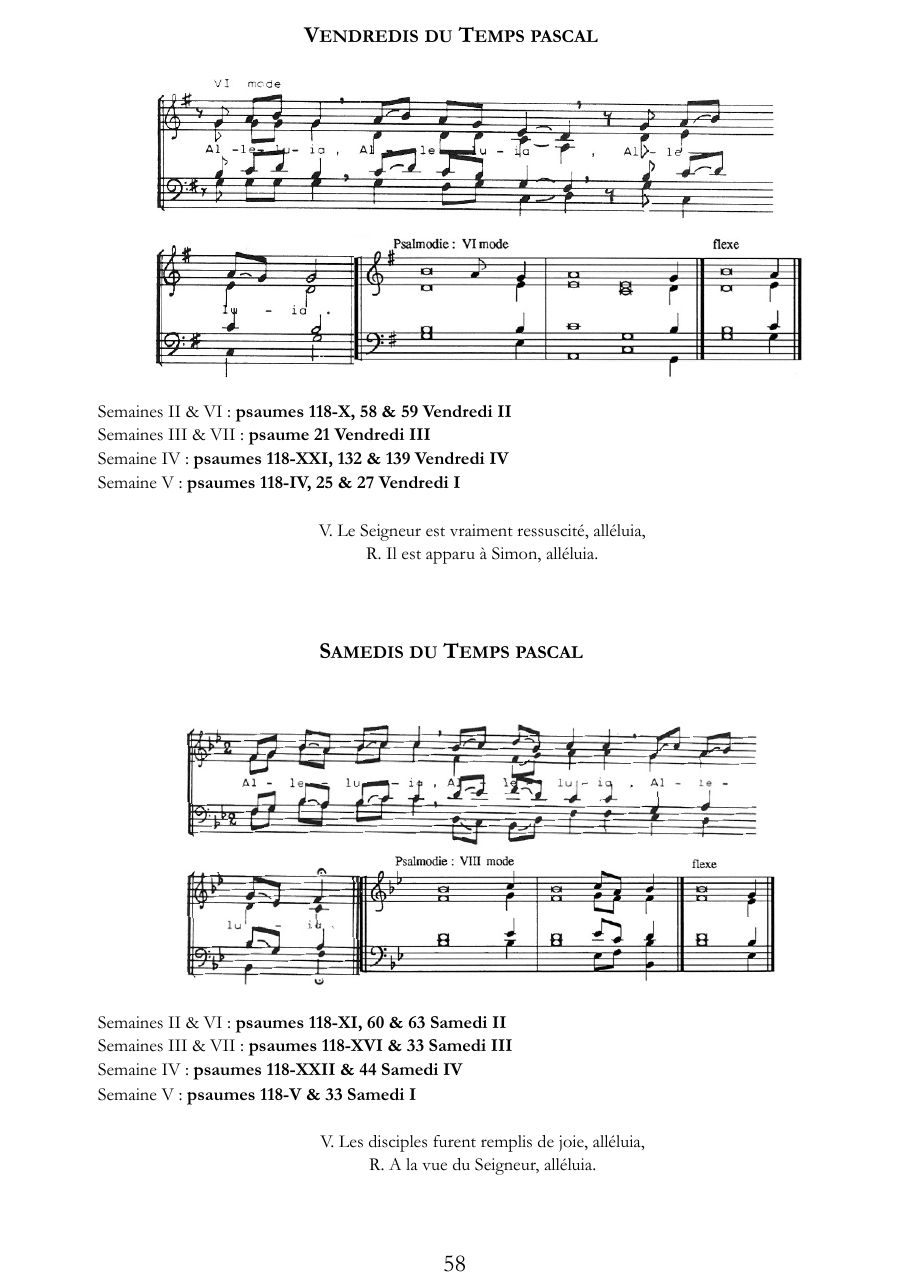 VENDREDIS DU TEMPS PASCAL
VI mode
Al -le- lu- ia , Al - le - lu - ia , Al - le -
Psalmodie : VI mode flexe
lu - ia .
Semaines II & VI : psaumes 118-X, 58 & 59 Vendredi II
Semaines III & VII : psaume 21 Vendredi III
Semaine IV : psaumes 118-XXI, 132 & 139 Vendredi IV
Semaine V : psaumes 118-IV, 25 & 27 Vendredi I
V. Le Seigneur est vraiment ressuscité, alléluia,
R. Il est apparu à Simon, alléluia.
SAMEDIS DU TEMPS PASCAL
Al - le - lu - ia , Al - le - lu - ia . Al - le -
Psalmodie : VIII mode flexe
lu - ia .
Semaines II & VI : psaumes 118-XI, 60 & 63 Samedi II
Semaines III & VII : psaumes 118-XVI & 33 Samedi III
Semaine IV : psaumes 118-XXII & 44 Samedi IV
Semaine V : psaumes 118-V & 33 Samedi I
V. Les disciples furent remplis de joie, alléluia,
R. A la vue du Seigneur, alléluia.
58